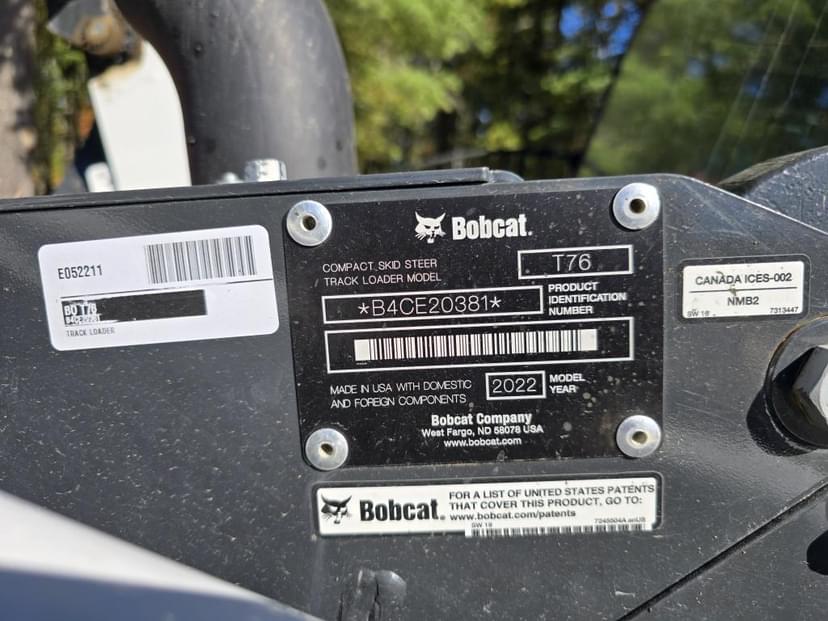 E052211
BO T76
TRACK LOADER
Bobcat.
COMPACT SKID STEER
TRACK LOADER MODEL
T76
*B4CE20381*
PRODUCT
IDENTIFICATION
NUMBER
MADE IN USA WITH DOMESTIC
AND FOREIGN COMPONENTS
2022
MODEL
YEAR
Bobcat Company
West Fargo, ND 58078 USA
www.bobcat.com
CANADA ICES-002
NMB2
SW 18
7313447
Bobcat.
FOR A LIST OF UNITED STATES PATENTS
THAT COVER THIS PRODUCT, GO TO:
www.bobcat.com/patents
SW 18